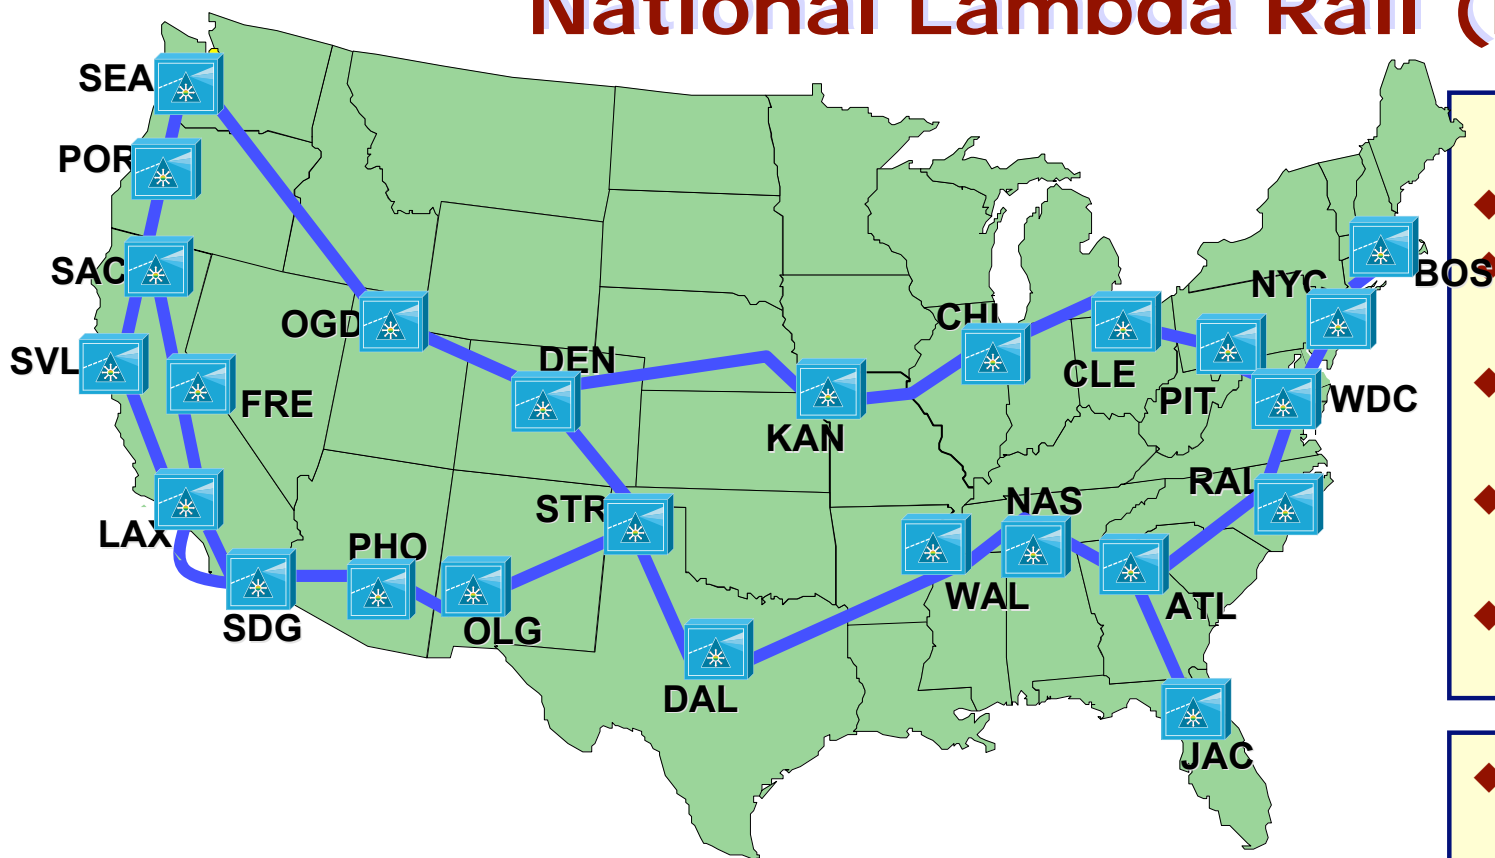 National Lambda Rail (
SEA
POR
SAC
OGD
SVL
FRE
DEN
KAN
CHI
CLE
PIT
NYC
BOS
WDC
RAL
NAS
STR
LAX
PHO
SDG
OLG
WAL
ATL
DAL
JAC